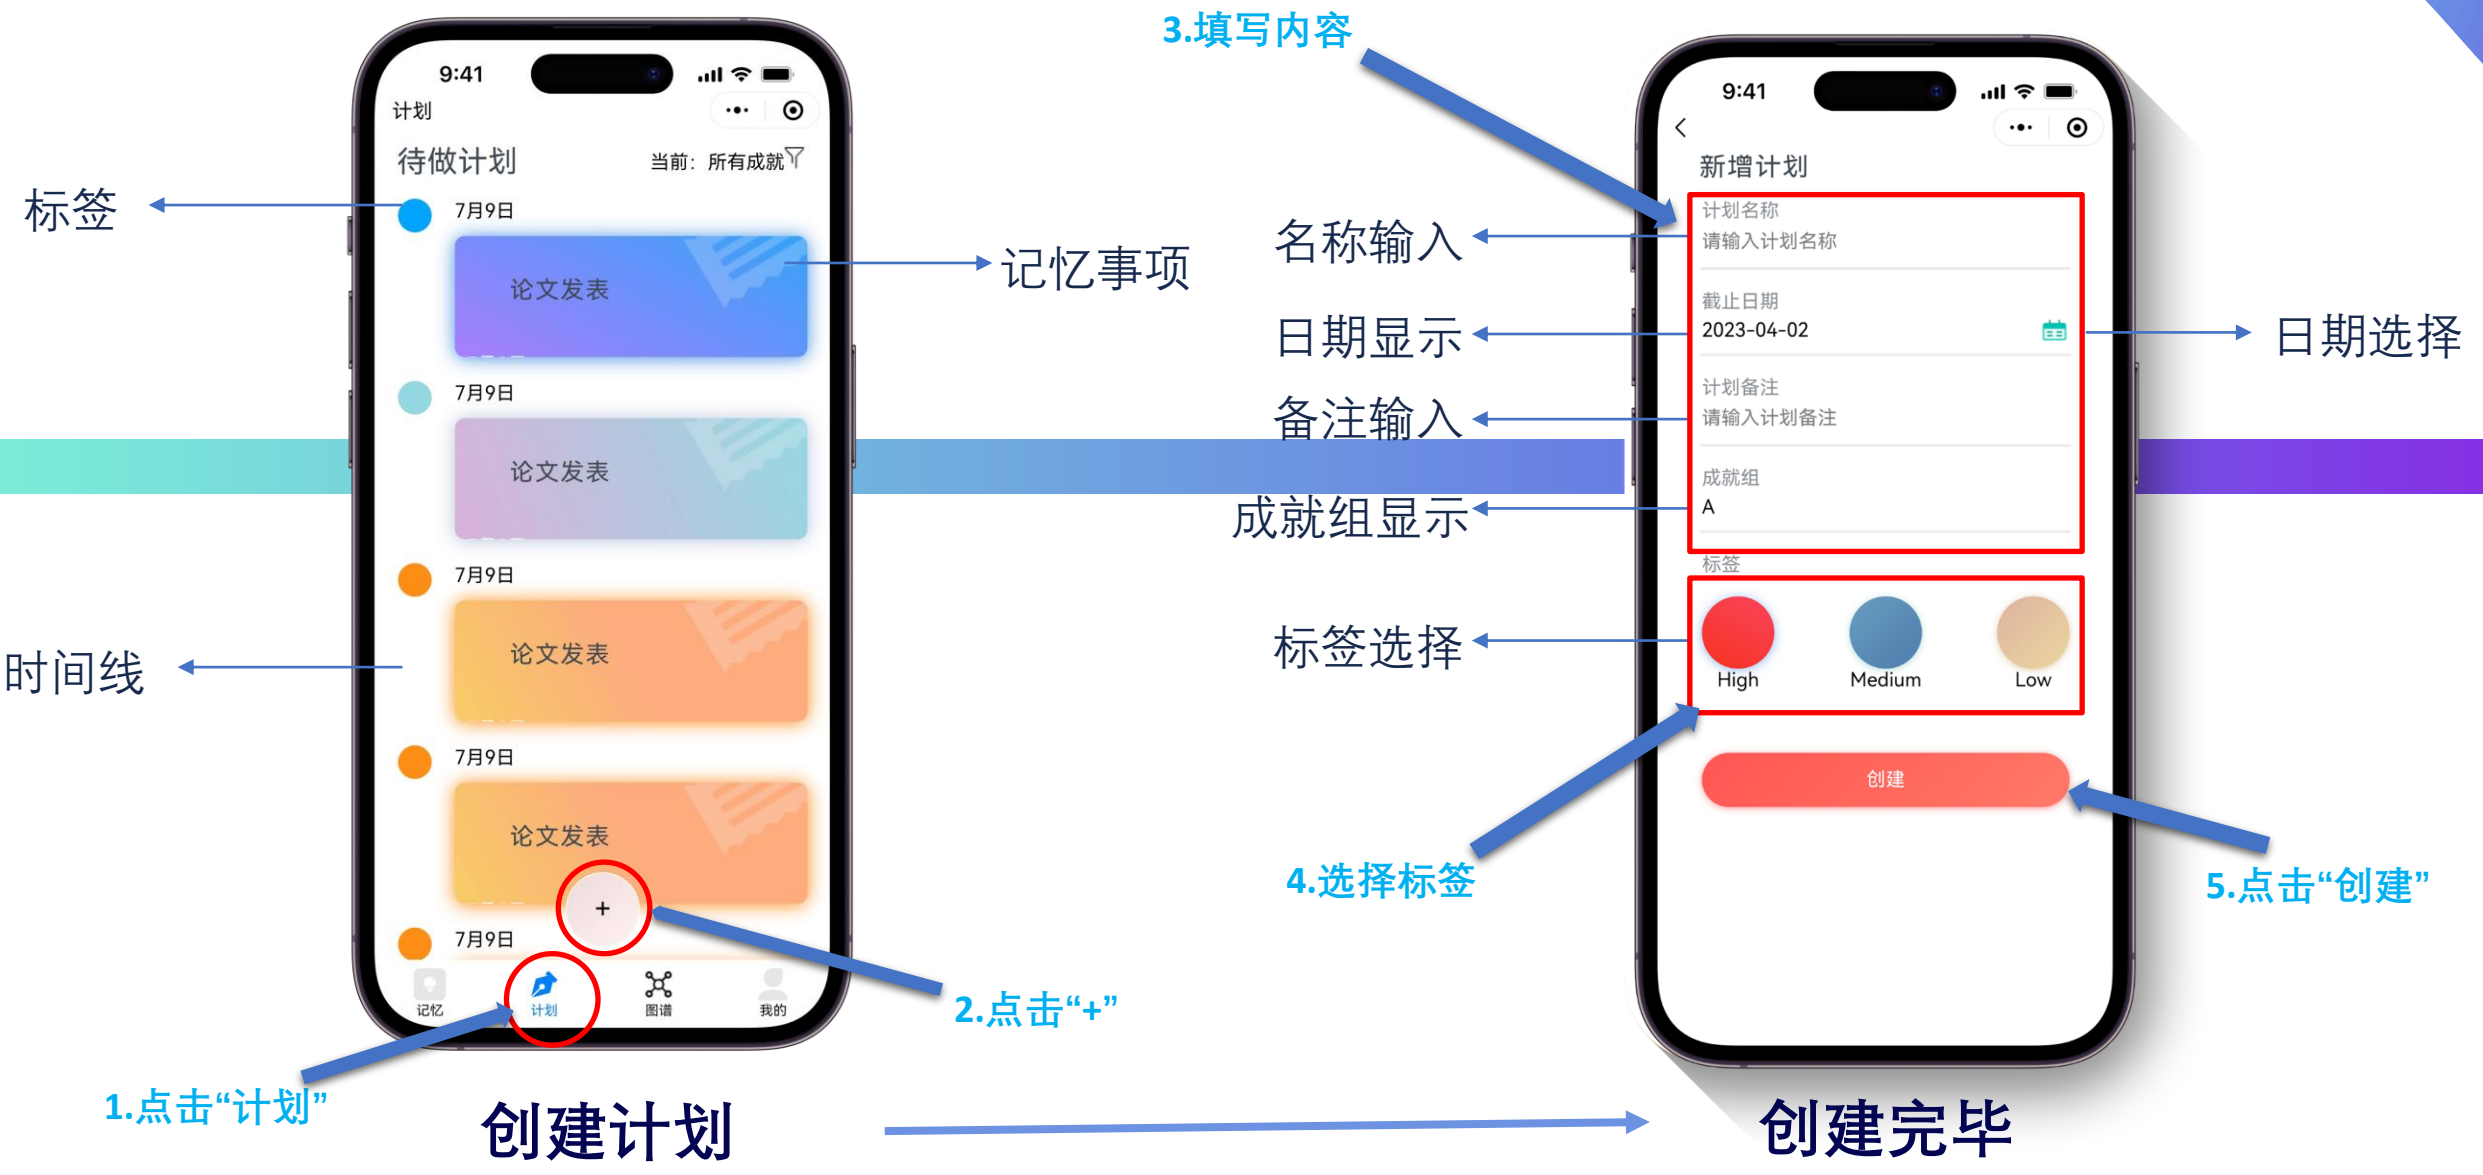 3.填写内容
9:41
计划
待做计划
当前：所有成就
标签
7月9日
论文发表
记忆事项
7月9日
论文发表
7月9日
论文发表
时间线
7月9日
论文发表
+
7月9日
记忆
计划
图谱
我的
1.点击“计划”
2.点击“+”
创建计划
9:41
新增计划
计划名称
请输入计划名称
名称输入
截止日期
2023-04-02
日期显示
日期选择
计划备注
请输入计划备注
备注输入
成就组
A
成就组显示
标签
标签选择
High
Medium
Low
创建
4.选择标签
5.点击“创建”
创建完毕